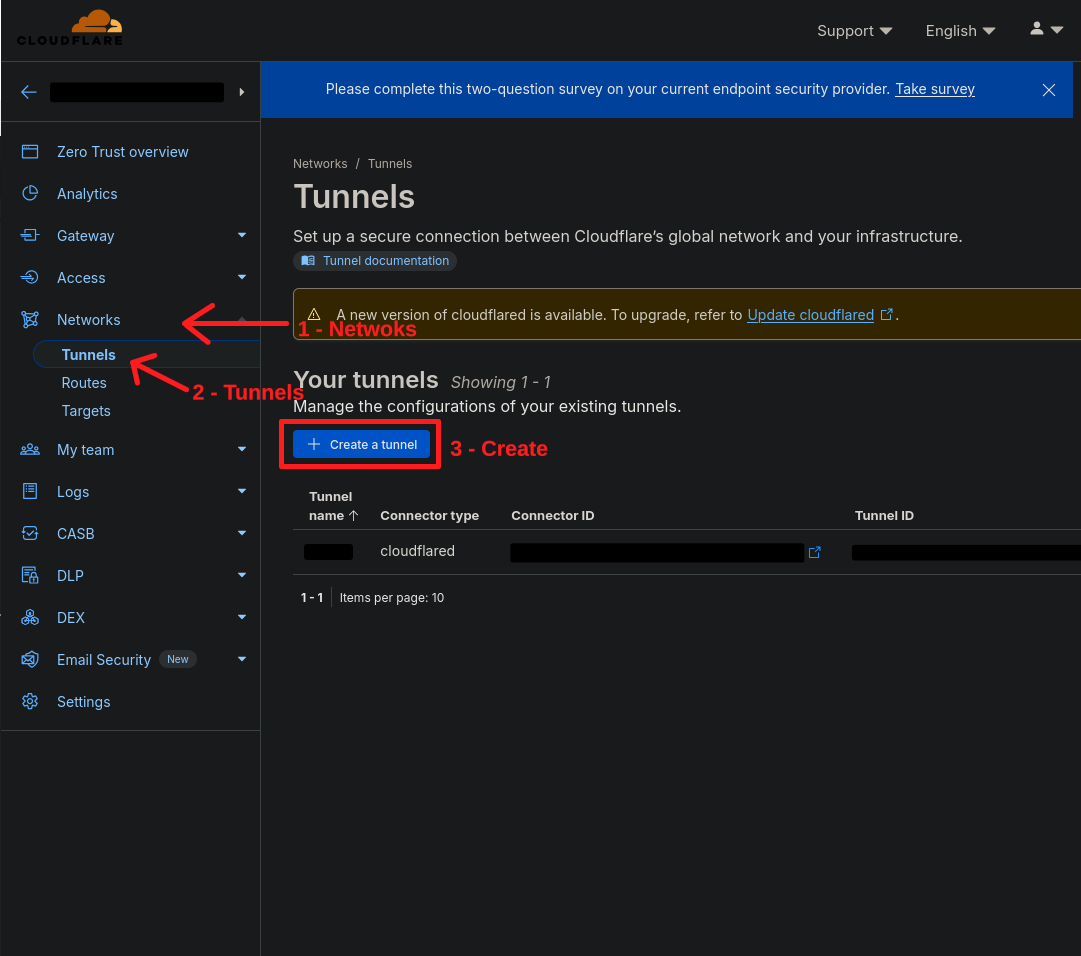 CLOUDFLARE
Support
English
Please complete this two-question survey on your current endpoint security provider. Take survey
Zero Trust overview
Analytics
Gateway
Access
Networks
Tunnels
Routes
Targets
My team
Logs
CASB
DLP
DEX
Email Security New
Settings
Networks / Tunnels
Tunnels
Set up a secure connection between Cloudflare’s global network and your infrastructure.
Tunnel documentation
A new version of cloudflared is available. To upgrade, refer to Update cloudflared .
1 - Netwoks
2 - Tunnels
Your tunnels Showing 1 - 1
Manage the configurations of your existing tunnels.
Create a tunnel
3 - Create
Tunnel
name ↑ Connector type Connector ID Tunnel ID
cloudflared
1 - 1 Items per page: 10